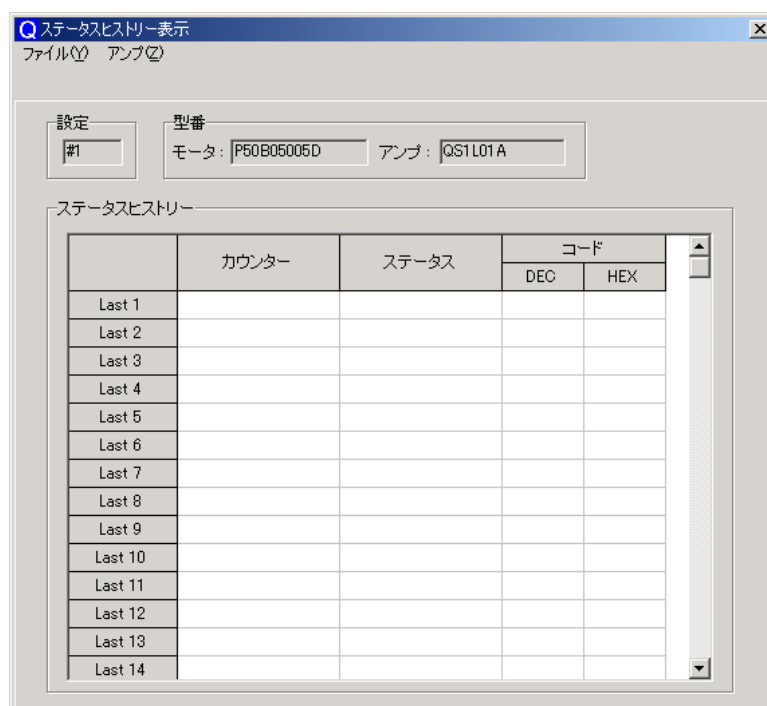 Q ステータスヒストリー表示
ファイル(Y) アンプ(Z)
設定
#1
型番
モータ : P50B05005D アンプ : QS1L01A
ステータスヒストリー
カウンター ステータス コード
DEC HEX
Last 1
Last 2
Last 3
Last 4
Last 5
Last 6
Last 7
Last 8
Last 9
Last 10
Last 11
Last 12
Last 13
Last 14